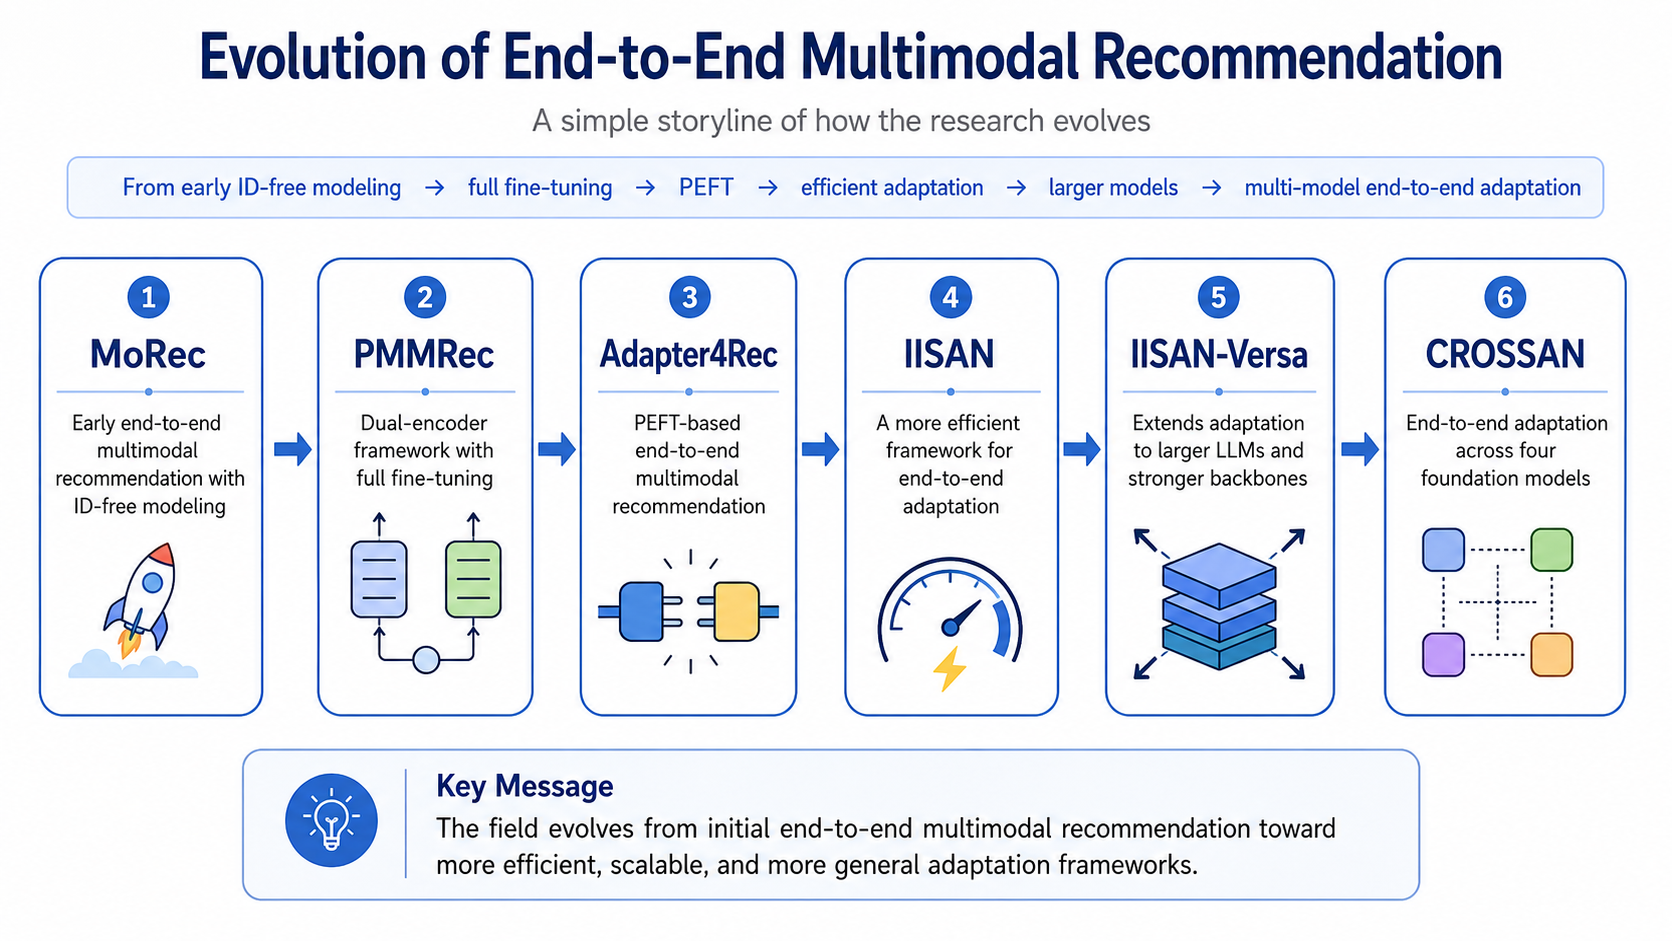 Evolution of End-to-End Multimodal Recommendation
A simple storyline of how the research evolves
From early ID-free modeling → full fine-tuning → PEFT → efficient adaptation → larger models → multi-model end-to-end adaptation
1
MoRec
Early end-to-end
multimodal
recommendation with
ID-free modeling
2
PMMRec
Dual-encoder
framework with
full fine-tuning
3
Adapter4Rec
PEFT-based
end-to-end
multimodal
recommendation
4
IISAN
A more efficient
framework for
end-to-end
adaptation
5
IISAN-Versa
Extends adaptation
to larger LLMs and
stronger backbones
6
CROSSAN
End-to-end adaptation
across four
foundation models
Key Message
The field evolves from initial end-to-end multimodal recommendation toward
more efficient, scalable, and more general adaptation frameworks.